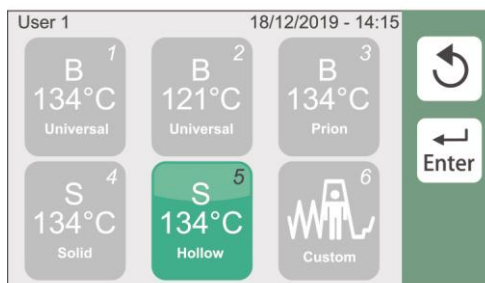 User 1
18/12/2019 - 14:15
1
B
134°C
Universal
2
B
121°C
Universal
3
B
134°C
Prion
4
S
134°C
Solid
5
S
134°C
Hollow
6
Custom
Enter